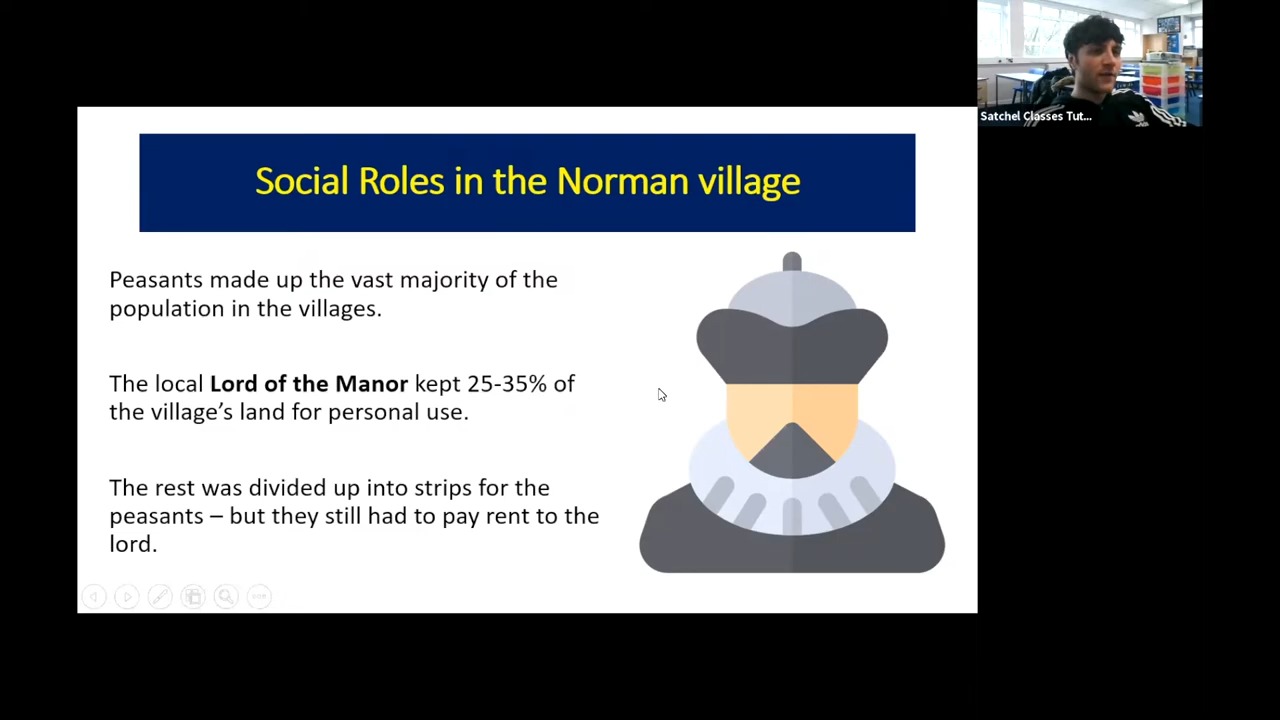 Satchel Classes Tut...
Social Roles in the Norman village
Peasants made up the vast majority of the
population in the villages.
The local Lord of the Manor kept 25-35% of
the village's land for personal use.
The rest was divided up into strips for the
peasants – but they still had to pay rent to the
lord.